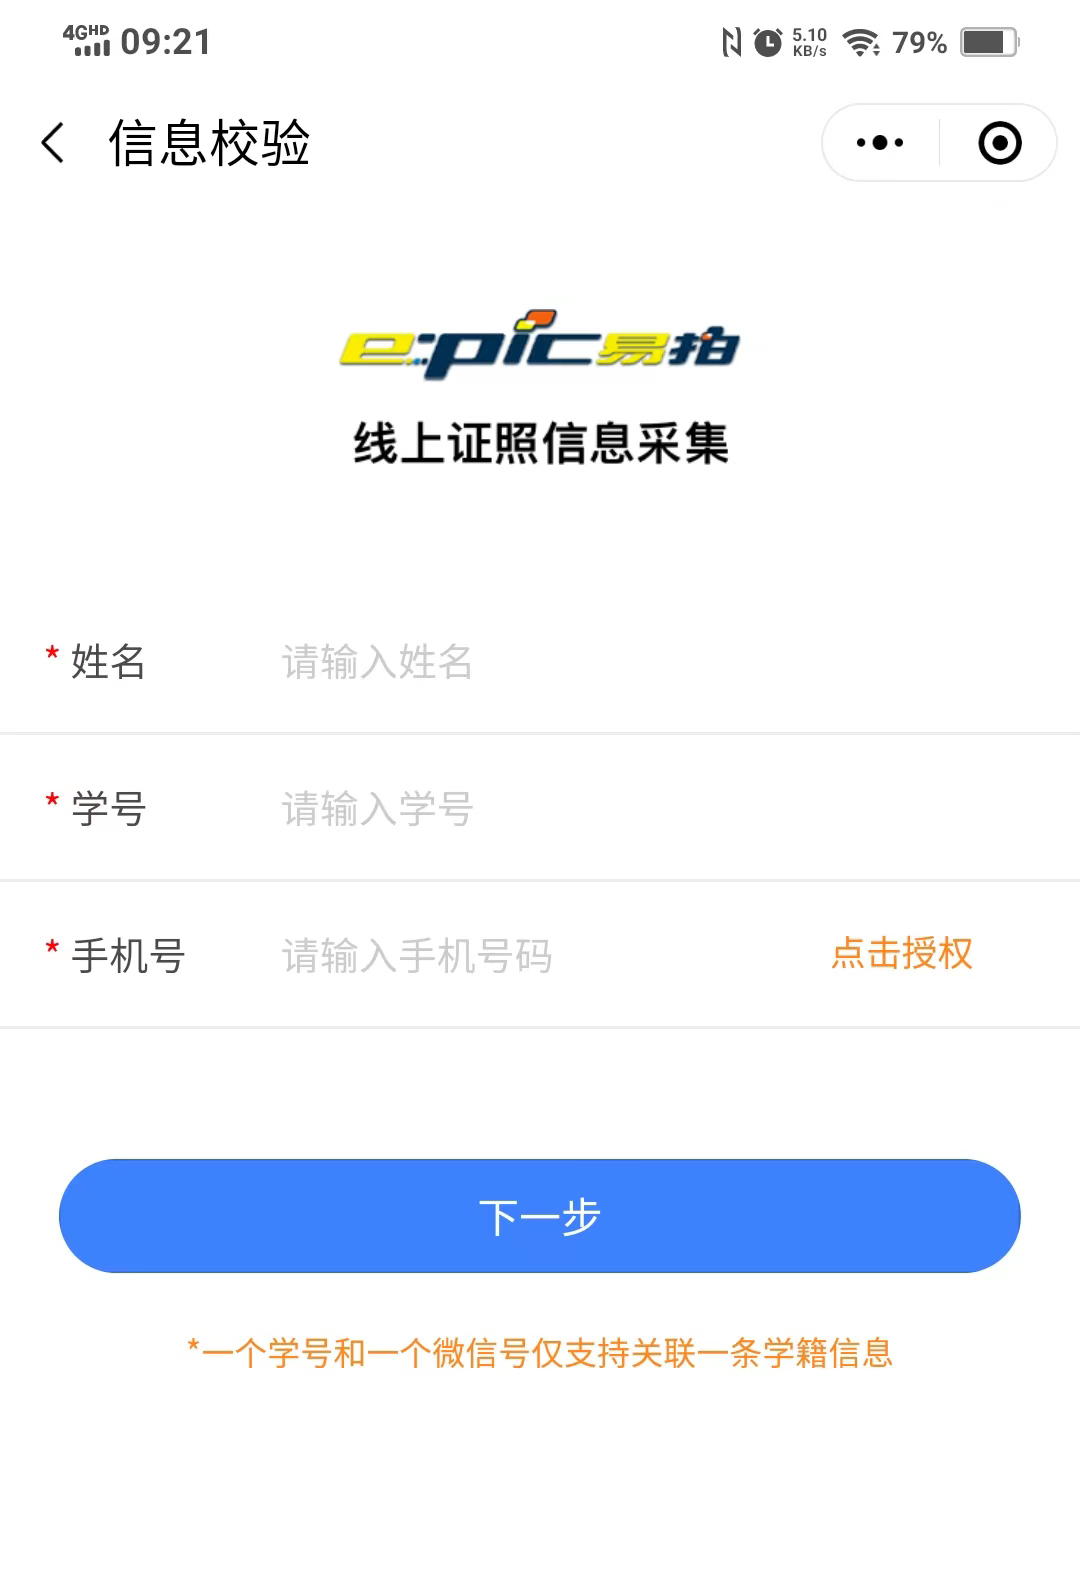 4GHD 09:21 5.10 KB/s 79%
信息校验
e:pic易拍
线上证照信息采集
* 姓名 请输入姓名
* 学号 请输入学号
* 手机号 请输入手机号码 点击授权
下一步
*一个学号和一个微信号仅支持关联一条学籍信息